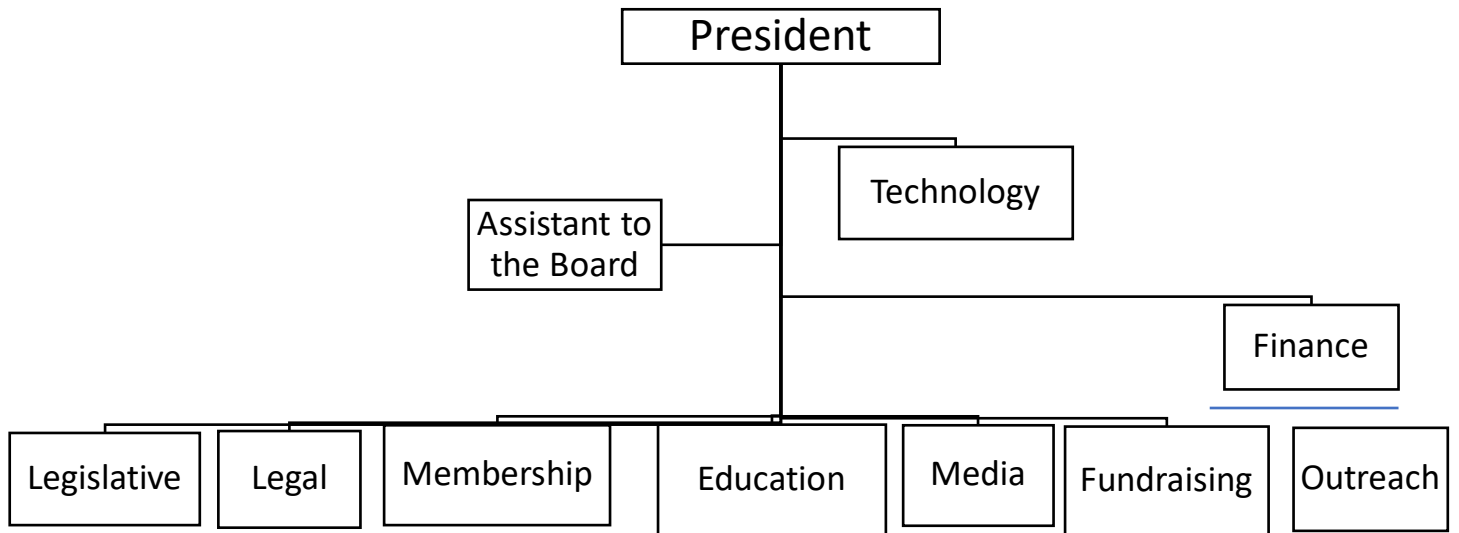 President
Technology
Assistant to
the Board
Finance
Legislative
Legal
Membership
Education
Media
Fundraising
Outreach